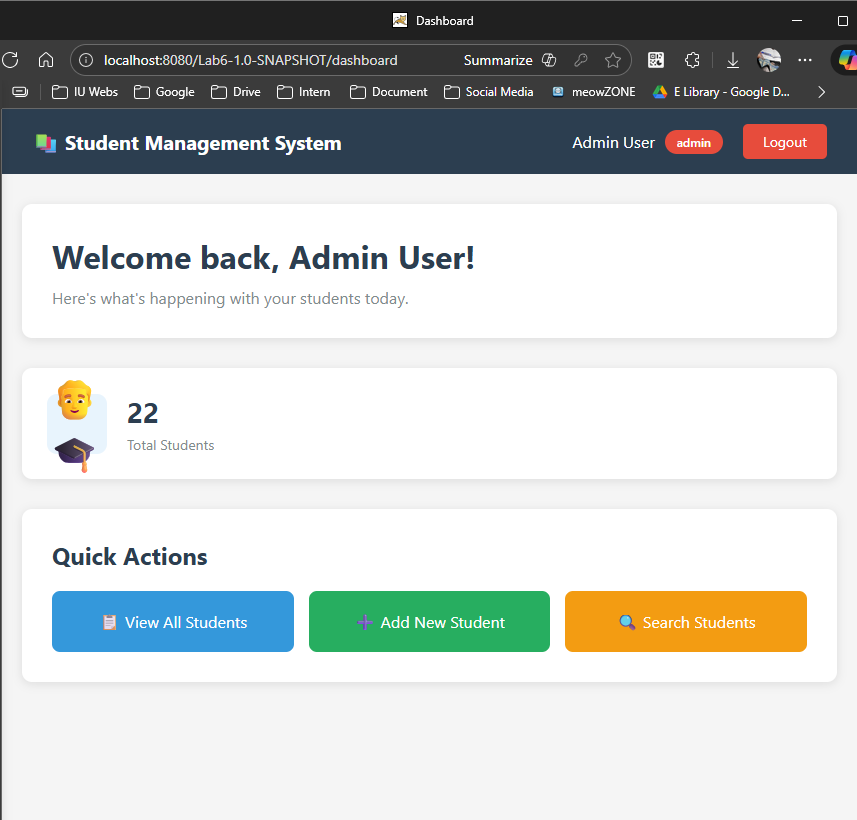 Dashboard
localhost:8080/Lab6-1.0-SNAPSHOT/dashboard Summarize
IU Webs Google Drive Intern Document Social Media meowZONE E Library - Google D...
Student Management System Admin User admin Logout
Welcome back, Admin User!
Here's what's happening with your students today.
22
Total Students
Quick Actions
View All Students Add New Student Search Students